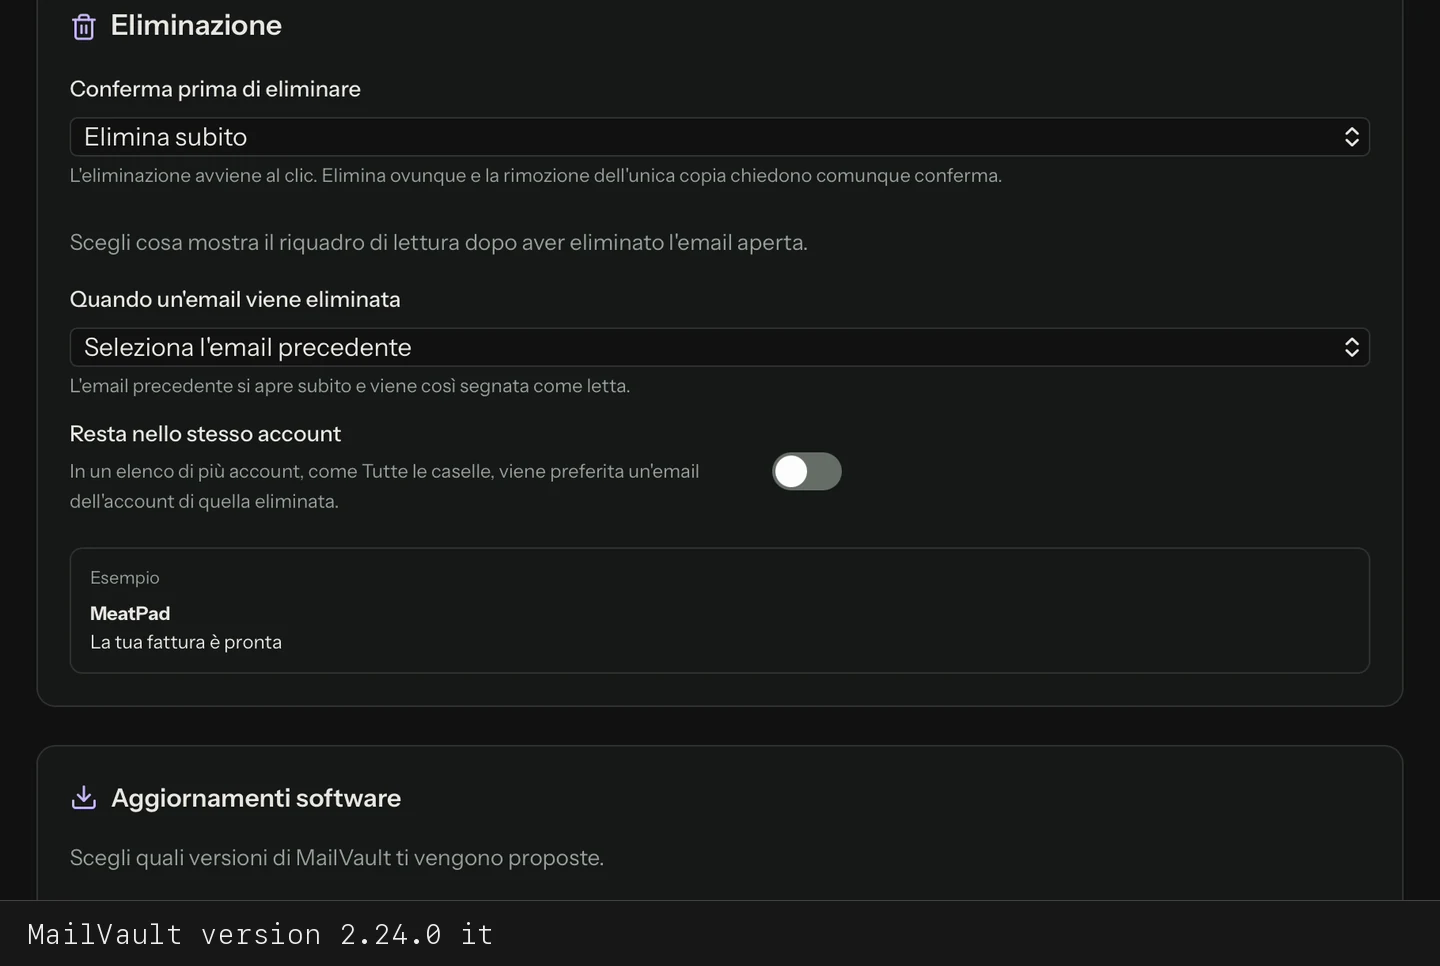 Eliminazione
Conferma prima di eliminare
Elimina subito
L'eliminazione avviene al clic. Elimina ovunque e la rimozione dell'unica copia chiedono comunque conferma.
Scegli cosa mostra il riquadro di lettura dopo aver eliminato l'email aperta.
Quando un'email viene eliminata
Seleziona l'email precedente
L'email precedente si apre subito e viene così segnata come letta.
Resta nello stesso account
In un elenco di più account, come Tutte le caselle, viene preferita un'email
dell'account di quella eliminata.
Esempio
MeatPad
La tua fattura è pronta
Aggiornamenti software
Scegli quali versioni di MailVault ti vengono proposte.
MailVault version 2.24.0 it